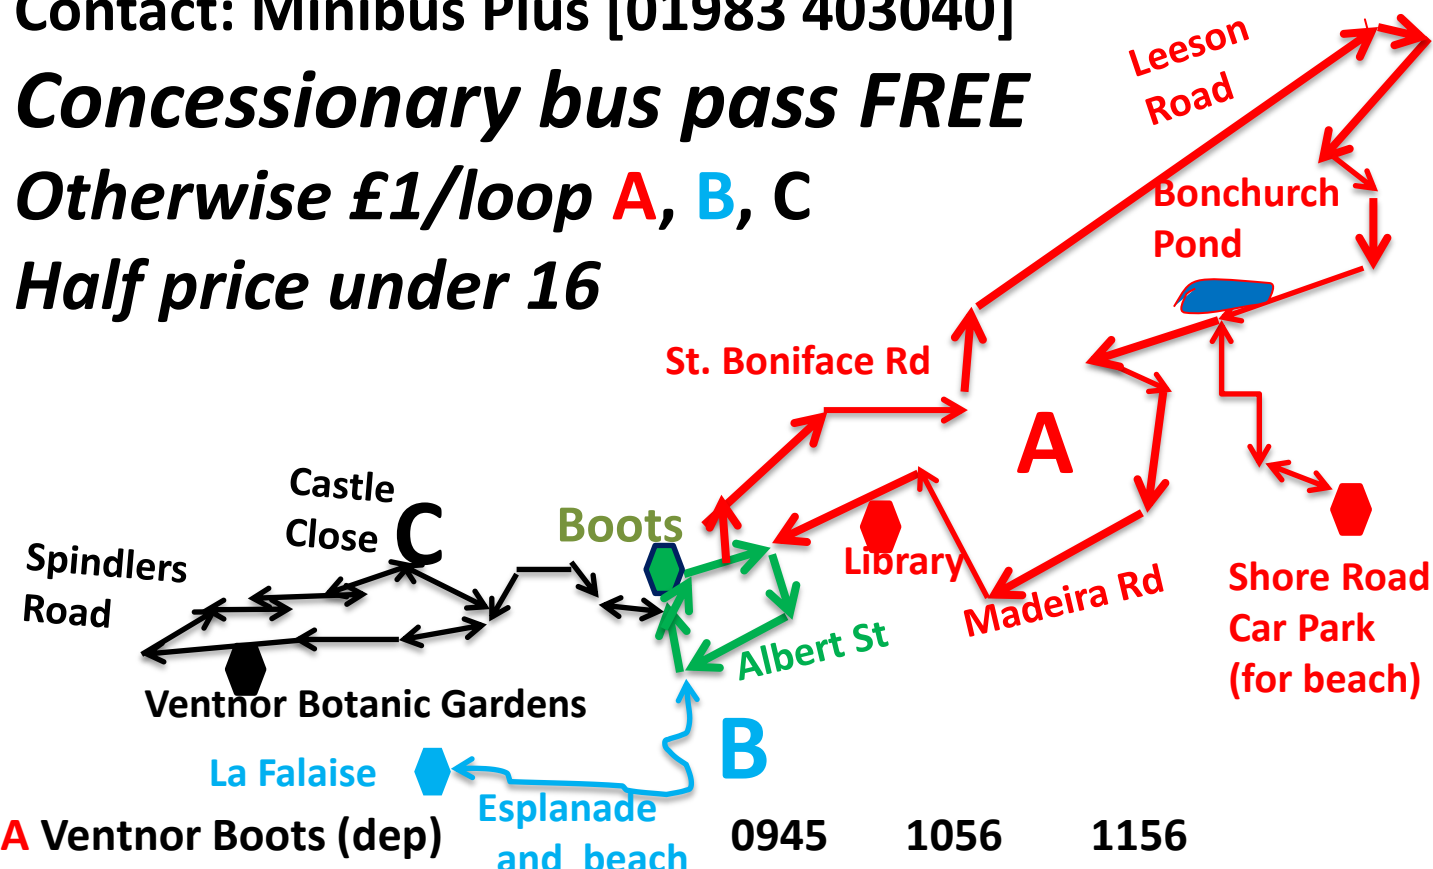 Contact: Minibus Plus [01983 403040]
Concessionary bus pass FREE
Otherwise £1/loop A, B, C
Half price under 16
Leeson
Road
Bonchurch
Pond
St. Boniface Rd
A
Castle
Close
C
Boots
Spindlers
Road
Library
Madeira Rd
Shore Road
Car Park
(for beach)
Albert St
Ventnor Botanic Gardens
B
La Falaise
Esplanade
and beach
A Ventnor Boots (dep) 0945 1056 1156